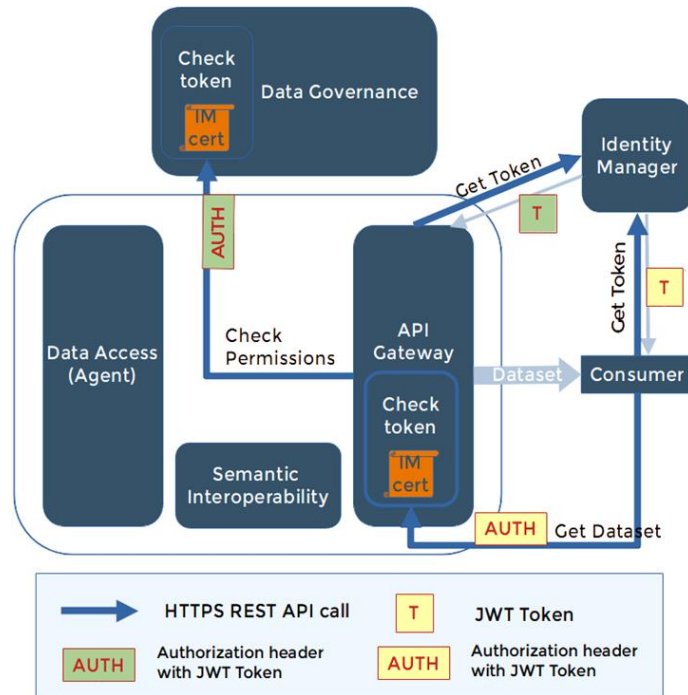 Check
token
IM
cert
Data Governance
Identity
Manager
Get Token
T
AUTH
Get Token
T
Data Access
(Agent)
Check
Permissions
API
Gateway
Dataset
Consumer
Check
token
IM
cert
Semantic
Interoperability
AUTH
Get Dataset
HTTPS REST API call
T
JWT Token
AUTH
Authorization header
with JWT Token
AUTH
Authorization header
with JWT Token